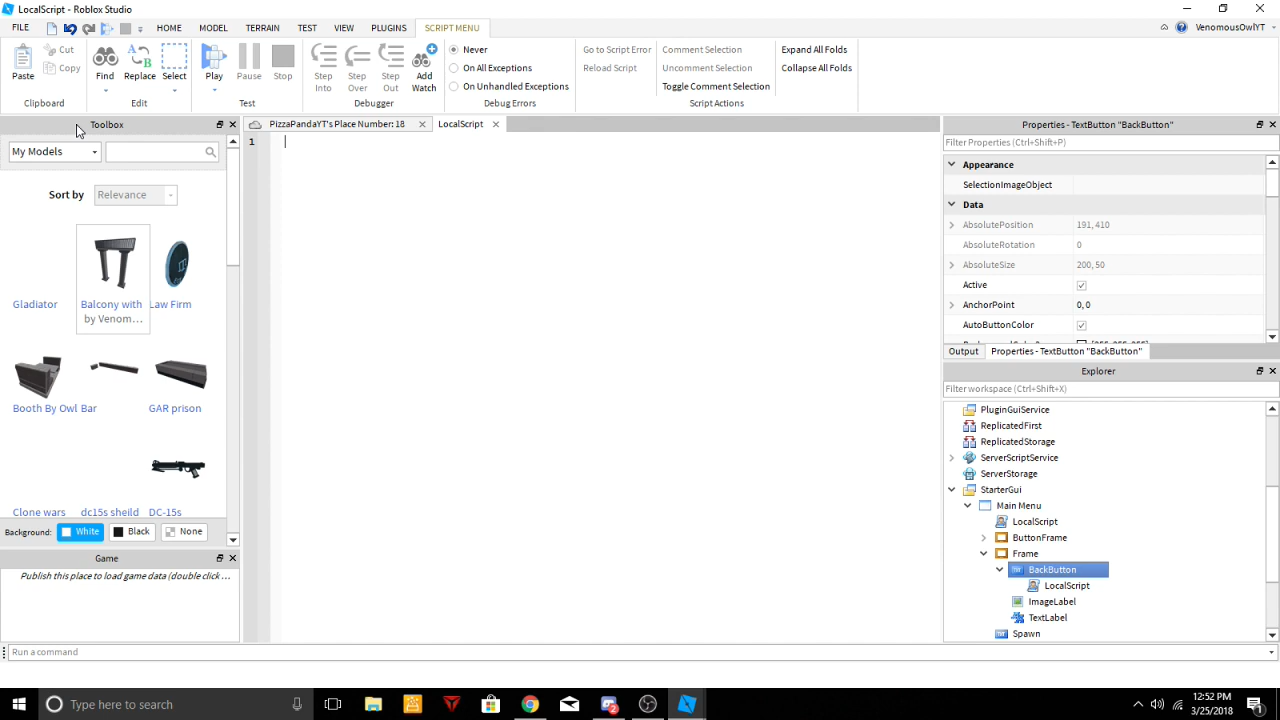 LocalScript - Roblox Studio
FILE HOME MODEL TERRAIN TEST VIEW PLUGINS SCRIPT MENU
VenomousOwlYT
Paste
Cut
Copy
Clipboard
Find
Replace
Select
Edit
Play
Pause
Stop
Test
Step Into
Step Over
Step Out
Add Watch
Debugger
Never
On All Exceptions
On Unhandled Exceptions
Debug Errors
Go to Script Error
Reload Script
Comment Selection
Uncomment Selection
Toggle Comment Selection
Script Actions
Expand All Folds
Collapse All Folds
Toolbox
My Models
Sort by Relevance
Gladiator
Balcony with
by Venom...
Law Firm
Booth By Owl
Bar
GAR prison
Clone wars
dc15s sheild
DC-15s
Background: White Black None
Game
Publish this place to load game data (double click ...
PizzaPandaYT's Place Number: 18
LocalScript
1
Properties - TextButton "BackButton"
Filter Properties (Ctrl+Shift+P)
Appearance
SelectionImageObject
Data
AbsolutePosition 191, 410
AbsoluteRotation 0
AbsoluteSize 200, 50
Active
AnchorPoint 0, 0
AutoButtonColor
Output
Properties - TextButton "BackButton"
Explorer
Filter workspace (Ctrl+Shift+X)
PluginGuiService
ReplicatedFirst
ReplicatedStorage
ServerScriptService
ServerStorage
StarterGui
Main Menu
LocalScript
ButtonFrame
Frame
BackButton
LocalScript
ImageLabel
TextLabel
Spawn
Run a command
Type here to search
12:52 PM
3/25/2018